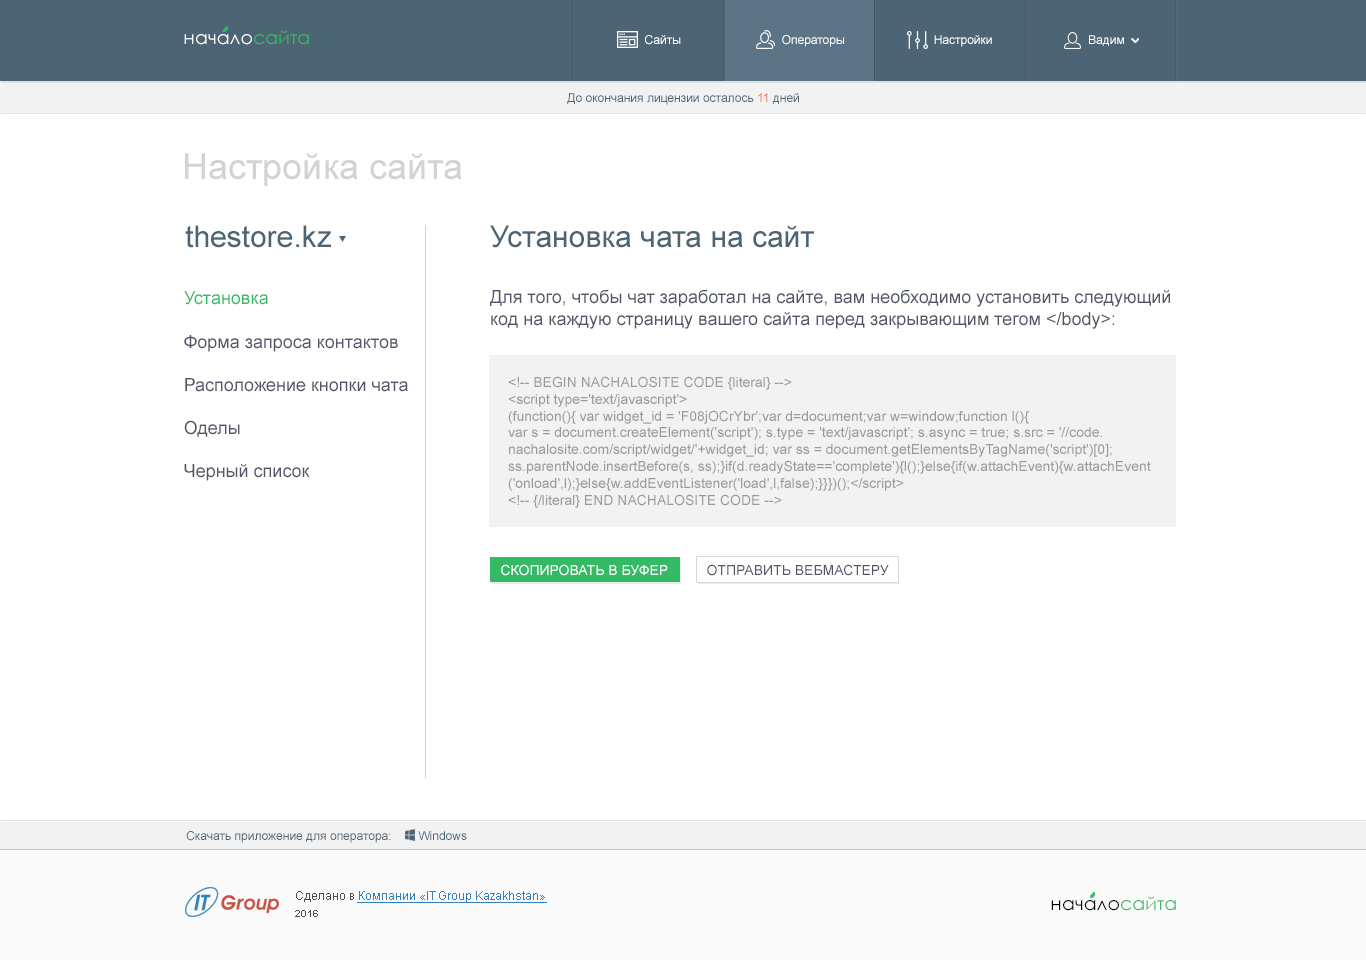 начало сайта
Сайты
Операторы
Настройки
Вадим
До окончания лицензии осталось 11 дней
Настройка сайта
thestore.kz
Установка
Форма запроса контактов
Расположение кнопки чата
Оделы
Черный список
Установка чата на сайт
Для того, чтобы чат заработал на сайте, вам необходимо установить следующий
код на каждую страницу вашего сайта перед закрывающим тегом </body>:
<!-- BEGIN NACHALOSITE CODE {literal} -->
<script type='text/javascript'>
(function(){ var widget_id = 'F08jOCrYbr';var d=document;var w=window;function l(){
var s = document.createElement('script'); s.type = 'text/javascript'; s.async = true; s.src = '//code.
nachalosite.com/script/widget/'+widget_id; var ss = document.getElementsByTagName('script')[0];
ss.parentNode.insertBefore(s, ss);}if(d.readyState=='complete'){l();}else{if(w.attachEvent){w.attachEvent
('onload',l);}else{w.addEventListener('load',l,false);}}})();</script>
<!-- {/literal} END NACHALOSITE CODE -->
СКОПИРОВАТЬ В БУФЕР
ОТПРАВИТЬ ВЕБМАСТЕРУ
Скачать приложение для оператора: Windows
IT Group
Сделано в Компании «IT Group Kazakhstan»
2016
начало сайта